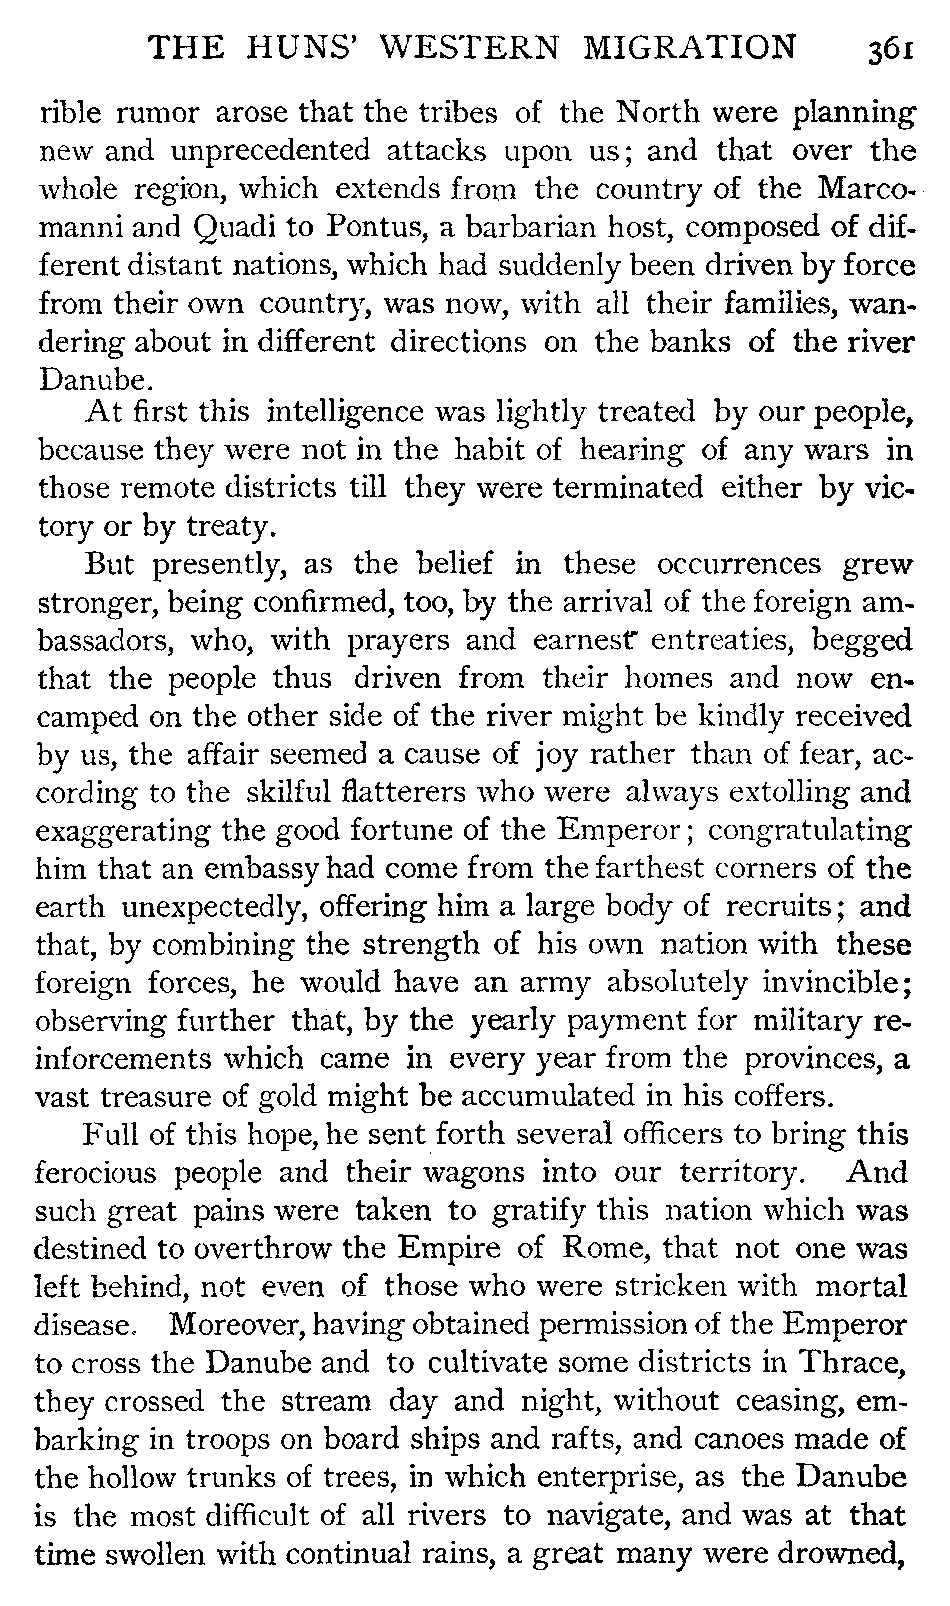 THE HUNS' WESTERN MIGRATION 361
rible rumor arose that the tribes of the North were planning
new and unprecedented attacks upon us; and that over the
whole region, which extends from the country of the Marco-
manni and Quadi to Pontus, a barbarian host, composed of dif-
ferent distant nations, which had suddenly been driven by force
from their own country, was now, with all their families, wan-
dering about in different directions on the banks of the river
Danube.
At first this intelligence was lightly treated by our people,
because they were not in the habit of hearing of any wars in
those remote districts till they were terminated either by vic-
tory or by treaty.
But presently, as the belief in these occurrences grew
stronger, being confirmed, too, by the arrival of the foreign am-
bassadors, who, with prayers and earnest entreaties, begged
that the people thus driven from their homes and now en-
camped on the other side of the river might be kindly received
by us, the affair seemed a cause of joy rather than of fear, ac-
cording to the skilful flatterers who were always extolling and
exaggerating the good fortune of the Emperor; congratulating
him that an embassy had come from the farthest corners of the
earth unexpectedly, offering him a large body of recruits; and
that, by combining the strength of his own nation with these
foreign forces, he would have an army absolutely invincible;
observing further that, by the yearly payment for military re-
inforcements which came in every year from the provinces, a
vast treasure of gold might be accumulated in his coffers.
Full of this hope, he sent forth several officers to bring this
ferocious people and their wagons into our territory. And
such great pains were taken to gratify this nation which was
destined to overthrow the Empire of Rome, that not one was
left behind, not even of those who were stricken with mortal
disease. Moreover, having obtained permission of the Emperor
to cross the Danube and to cultivate some districts in Thrace,
they crossed the stream day and night, without ceasing, em-
barking in troops on board ships and rafts, and canoes made of
the hollow trunks of trees, in which enterprise, as the Danube
is the most difficult of all rivers to navigate, and was at that
time swollen with continual rains, a great many were drowned,